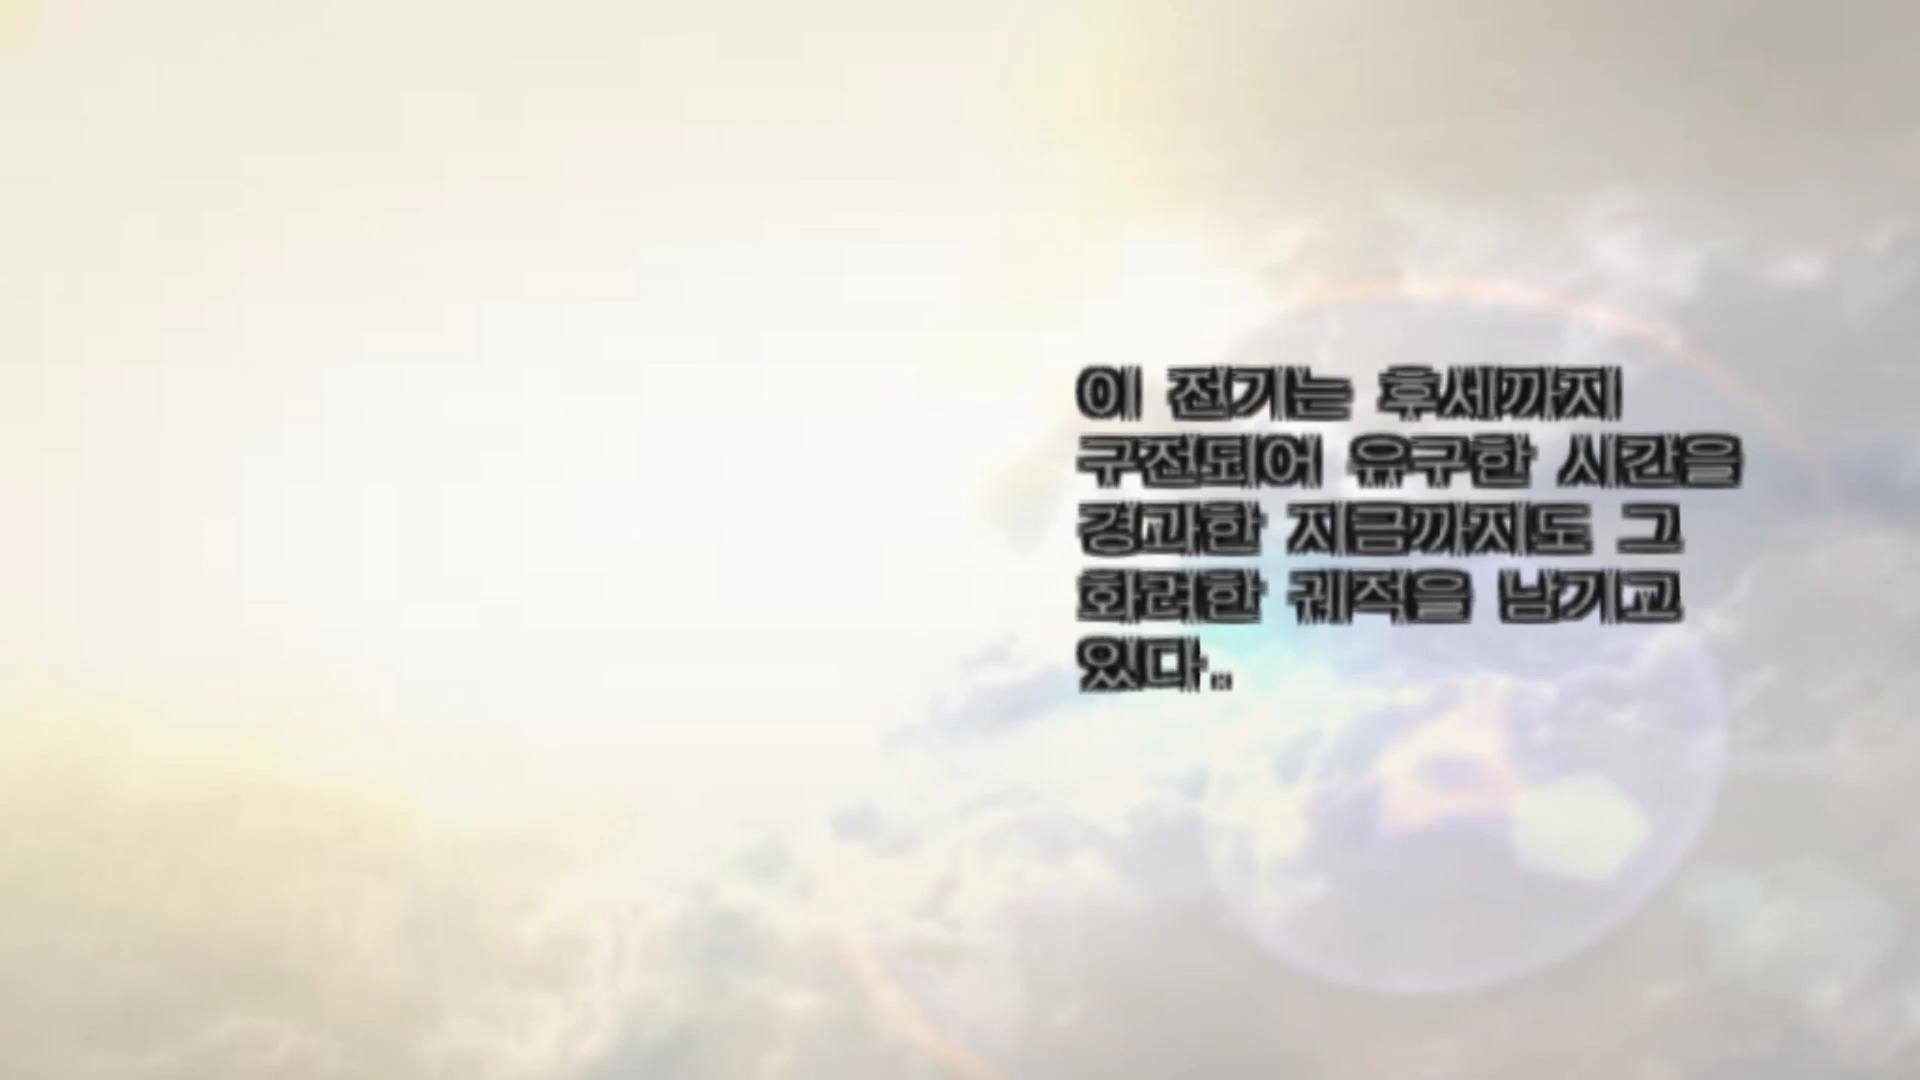 이 전기는 후세까지
구전되어 유구한 시간을
경과한 지금까지도 그
화려한 궤적을 남기고
있다..